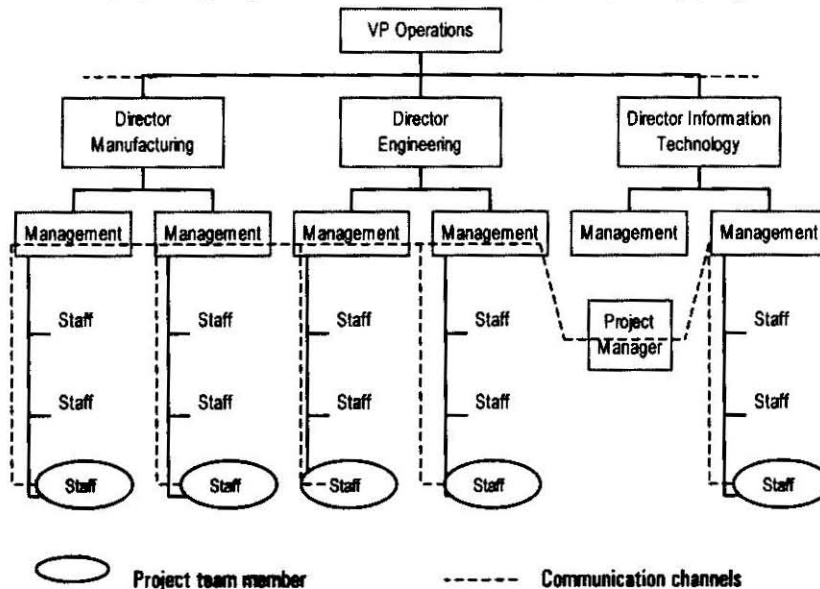 VP Operations
Director
Manufacturing
Director
Engineering
Director Information
Technology
Management
Management
Management
Management
Management
Management
Staff
Staff
Staff
Staff
Project
Manager
Staff
Staff
Staff
Staff
Staff
Staff
Staff
Staff
Staff
Staff
Staff
Project team member
Communication channels